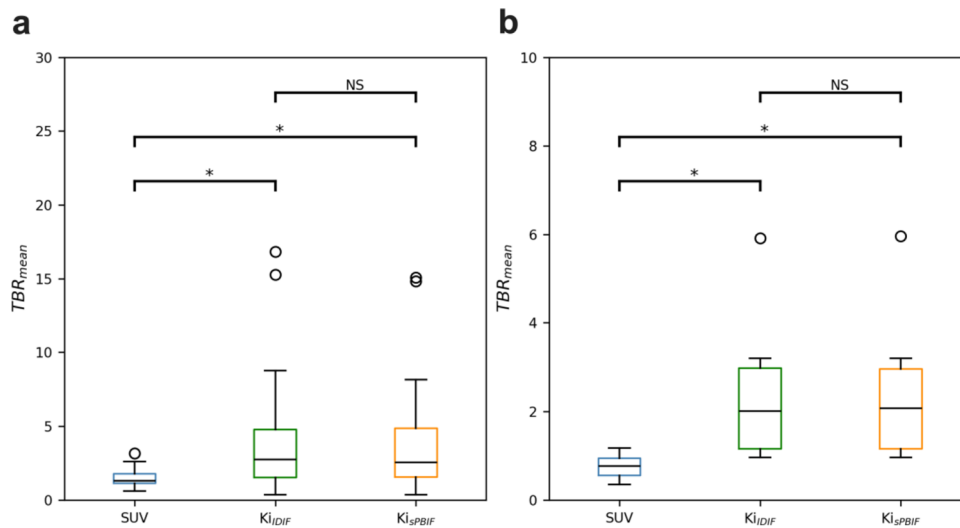 a
30
25
20
15
10
5
0
TBRmean
NS
*
*
SUV
KiIDIF
KisPBIF
b
10
8
6
4
2
0
TBRmean
NS
*
*
SUV
KiIDIF
KisPBIF